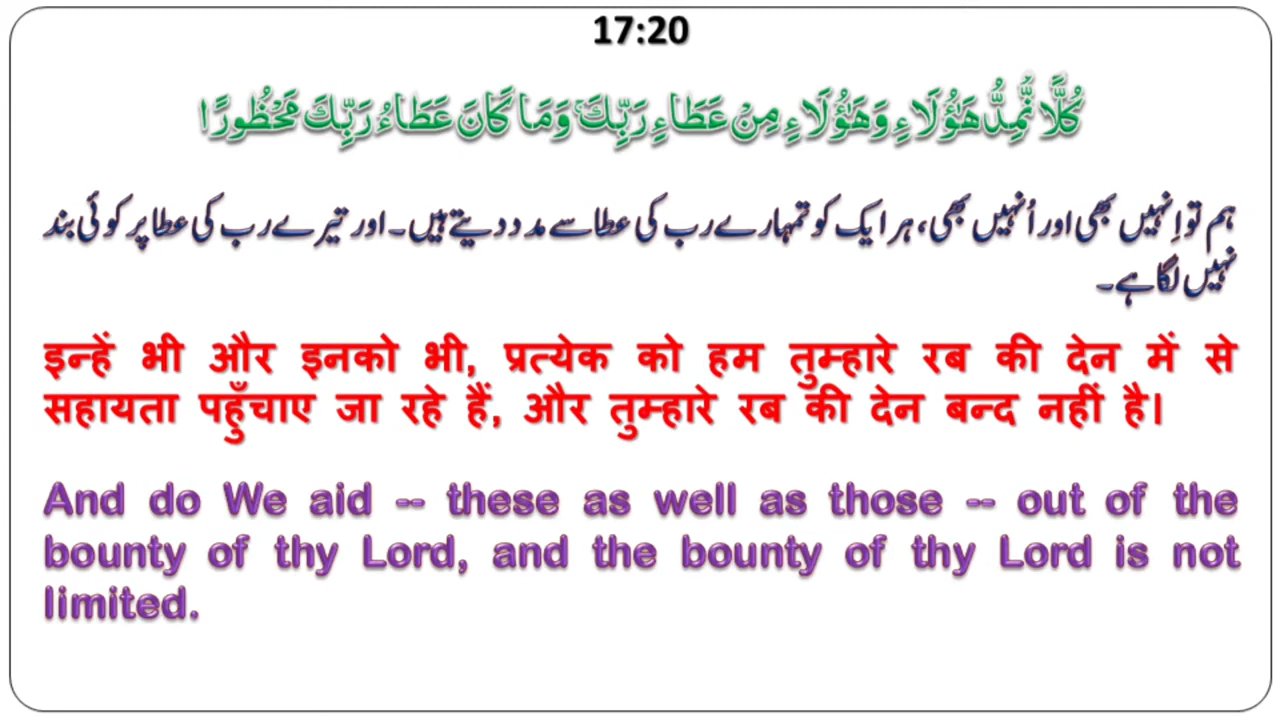 17:20
كُلًّا نُّمِدُّ هَٰٓؤُلَآءِ وَهَٰٓؤُلَآءِ مِنْ عَطَآءِ رَبِّكَ ۚ وَمَا كَانَ عَطَآءُ رَبِّكَ مَحْظُورًا
ہم تو اِنہیں بھی اور اُنہیں بھی، ہر ایک کو تمہارے رب کی عطا سے مدد دیتے ہیں۔ اور تیرے رب کی عطا پر کوئی بند
نہیں لگا ہے۔
इन्हें भी और इनको भी, प्रत्येक को हम तुम्हारे रब की देन में से
सहायता पहुँचाए जा रहे हैं, और तुम्हारे रब की देन बन्द नहीं है।
And do We aid -- these as well as those -- out of the
bounty of thy Lord, and the bounty of thy Lord is not
limited.